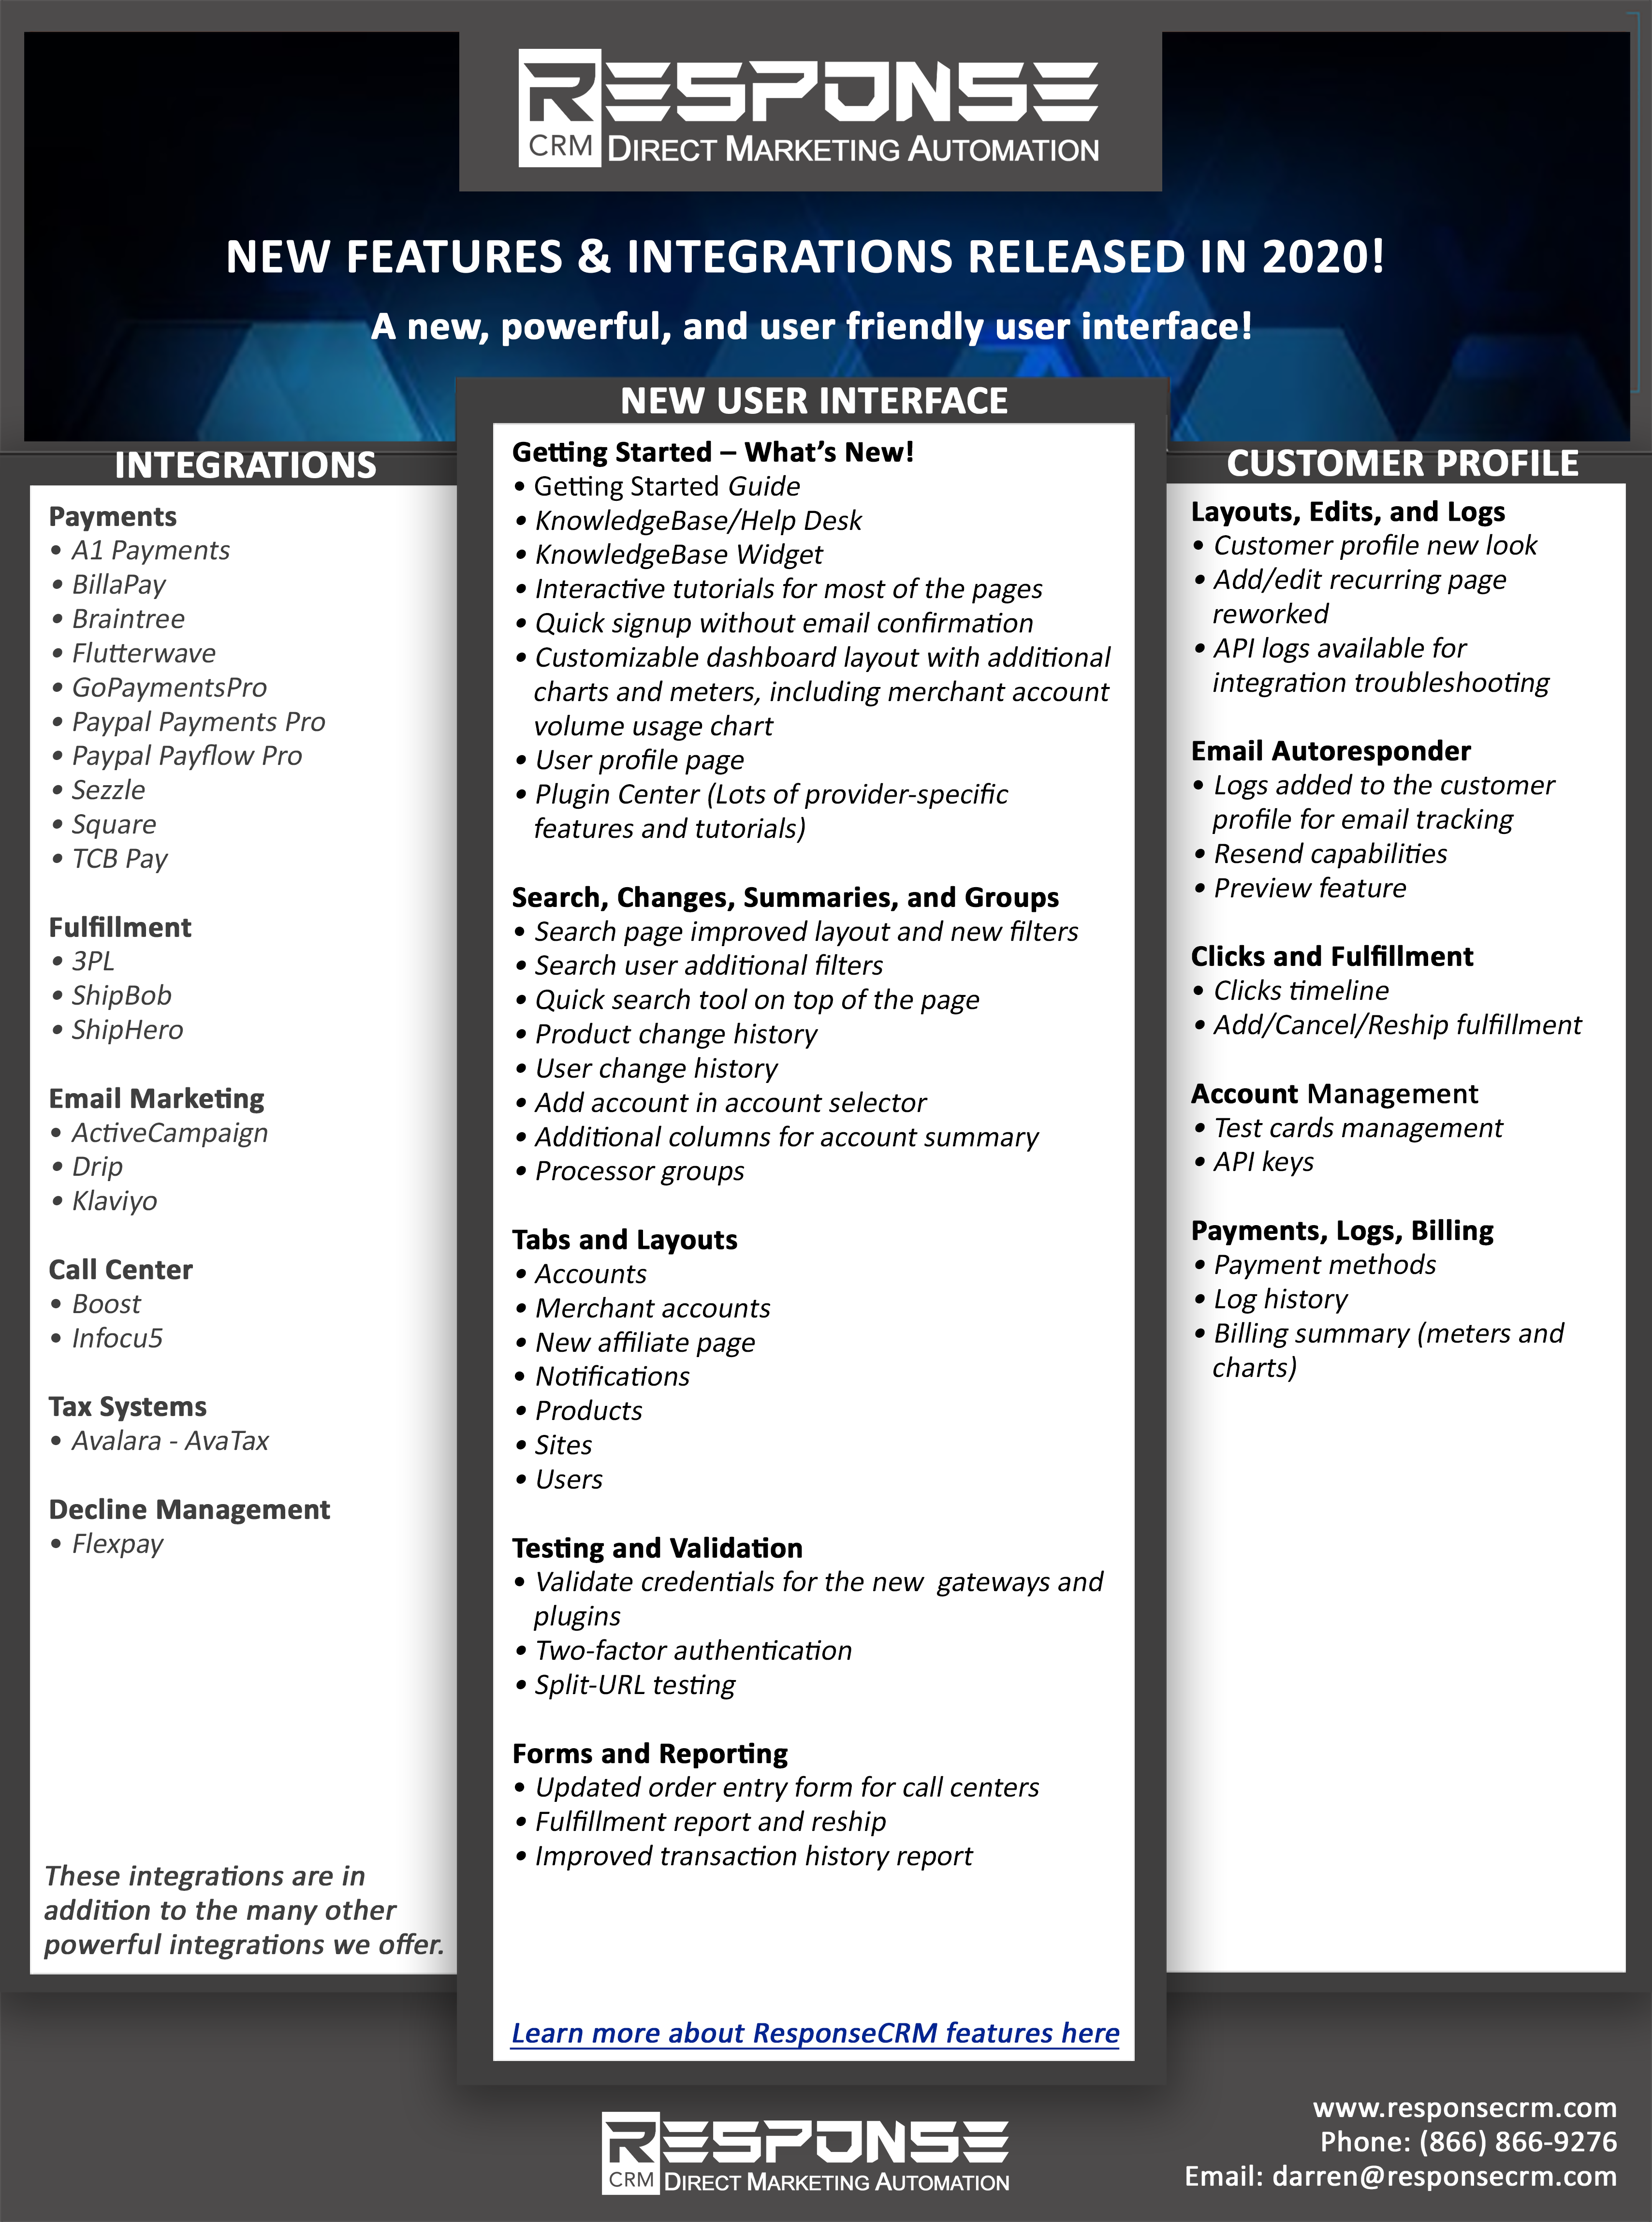 RESPONSE
CRM DIRECT MARKETING AUTOMATION
NEW FEATURES & INTEGRATIONS RELEASED IN 2020!
A new, powerful, and user friendly user interface!
INTEGRATIONS
Payments
• A1 Payments
• BillaPay
• Braintree
• Flutterwave
• GoPaymentsPro
• Paypal Payments Pro
• Paypal Payflow Pro
• Sezzle
• Square
• TCB Pay
Fulfillment
• 3PL
• ShipBob
• ShipHero
Email Marketing
• ActiveCampaign
• Drip
• Klaviyo
Call Center
• Boost
• Infocu5
Tax Systems
• Avalara - AvaTax
Decline Management
• Flexpay
These integrations are in
addition to the many other
powerful integrations we offer.
NEW USER INTERFACE
Getting Started – What's New!
• Getting Started Guide
• KnowledgeBase/Help Desk
• KnowledgeBase Widget
• Interactive tutorials for most of the pages
• Quick signup without email confirmation
• Customizable dashboard layout with additional
charts and meters, including merchant account
volume usage chart
• User profile page
• Plugin Center (Lots of provider-specific
features and tutorials)
Search, Changes, Summaries, and Groups
• Search page improved layout and new filters
• Search user additional filters
• Quick search tool on top of the page
• Product change history
• User change history
• Add account in account selector
• Additional columns for account summary
• Processor groups
Tabs and Layouts
• Accounts
• Merchant accounts
• New affiliate page
• Notifications
• Products
• Sites
• Users
Testing and Validation
• Validate credentials for the new gateways and
plugins
• Two-factor authentication
• Split-URL testing
Forms and Reporting
• Updated order entry form for call centers
• Fulfillment report and reship
• Improved transaction history report
Learn more about ResponseCRM features here
CUSTOMER PROFILE
Layouts, Edits, and Logs
• Customer profile new look
• Add/edit recurring page
reworked
• API logs available for
integration troubleshooting
Email Autoresponder
• Logs added to the customer
profile for email tracking
• Resend capabilities
• Preview feature
Clicks and Fulfillment
• Clicks timeline
• Add/Cancel/Reship fulfillment
Account Management
• Test cards management
• API keys
Payments, Logs, Billing
• Payment methods
• Log history
• Billing summary (meters and
charts)
RESPONSE
CRM DIRECT MARKETING AUTOMATION
www.responsecrm.com
Phone: (866) 866-9276
Email: darren@responsecrm.com